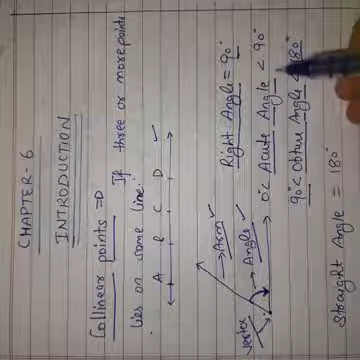 CHAPTER-6
INTRODUCTION
Collinear points => If three or more points
lies on same line.
A B C D
Arm
Angle
Vertex
Right Angle = 90°
0° < Acute Angle < 90°
90° < Obtuse Angle < 180°
Straight Angle = 180°